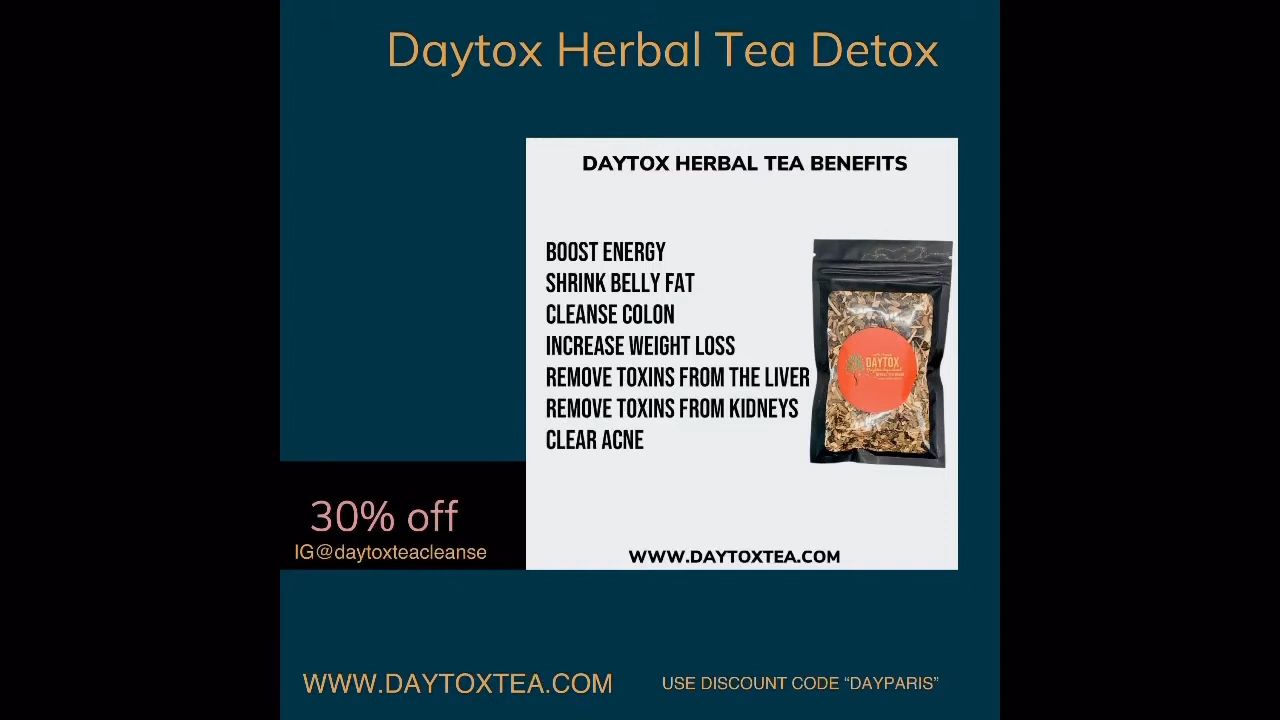 Daytox Herbal Tea Detox
DAYTOX HERBAL TEA BENEFITS
BOOST ENERGY
SHRINK BELLY FAT
CLEANSE COLON
INCREASE WEIGHT LOSS
REMOVE TOXINS FROM THE LIVER
REMOVE TOXINS FROM KIDNEYS
CLEAR ACNE
DAYTOX
30% off
IG@daytoxteacleanse
WWW.DAYTOXTEA.COM
WWW.DAYTOXTEA.COM
USE DISCOUNT CODE “DAYPARIS”